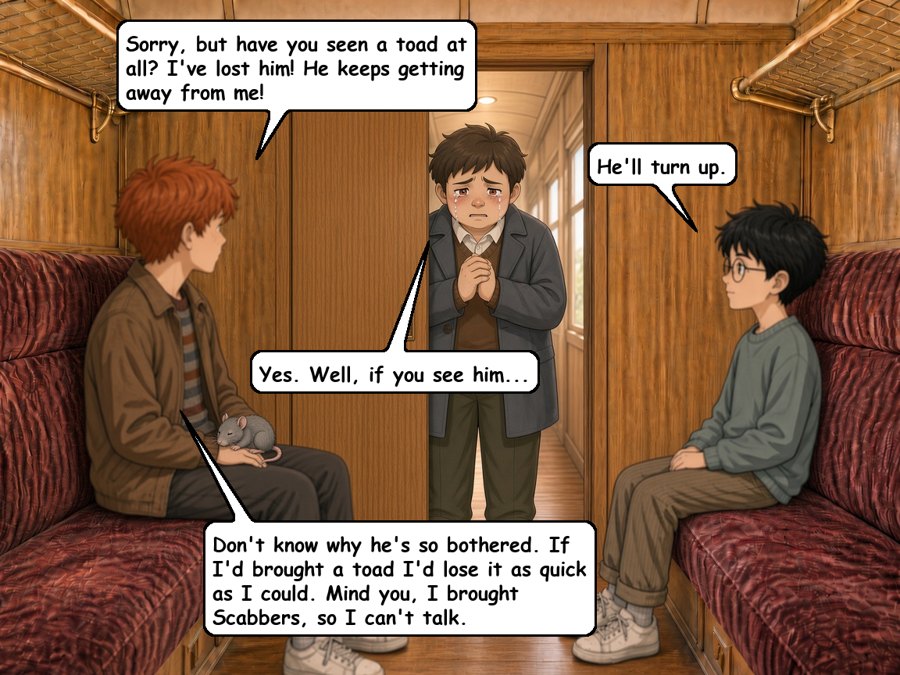 Sorry, but have you seen a toad at
all? I've lost him! He keeps getting
away from me!
He'll turn up.
Yes. Well, if you see him...
Don't know why he's so bothered. If
I'd brought a toad I'd lose it as quick
as I could. Mind you, I brought
Scabbers, so I can't talk.